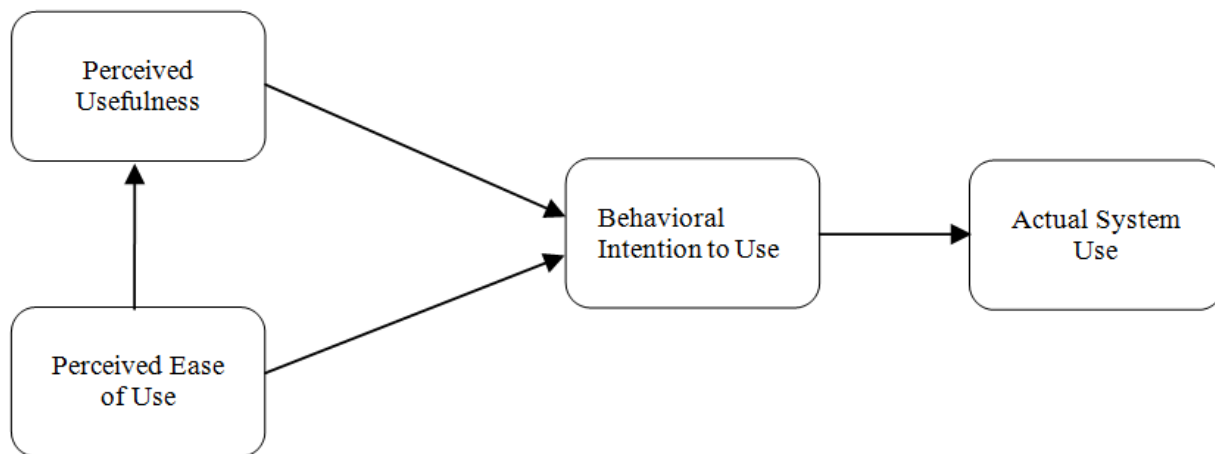 Perceived
Usefulness
Behavioral
Intention to Use
Actual System
Use
Perceived Ease
of Use